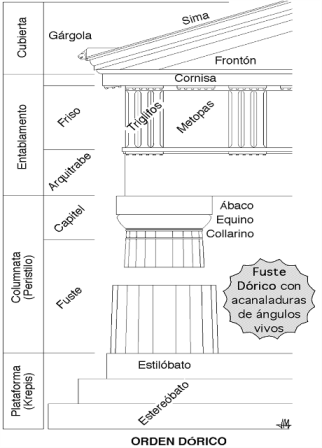 Cubierta
Gárgola
Sima
Frontón
Cornisa
Entablamento
Friso
Triglifos
Metopas
Arquitrabe
Columnata
(Peristilo)
Capitel
Ábaco
Equino
Collarino
Fuste
Fuste
Dórico con
acanaladuras
de ángulos
vivos
Plataforma
(Krepis)
Estilóbato
Estereóbato
ORDEN DÓRICO